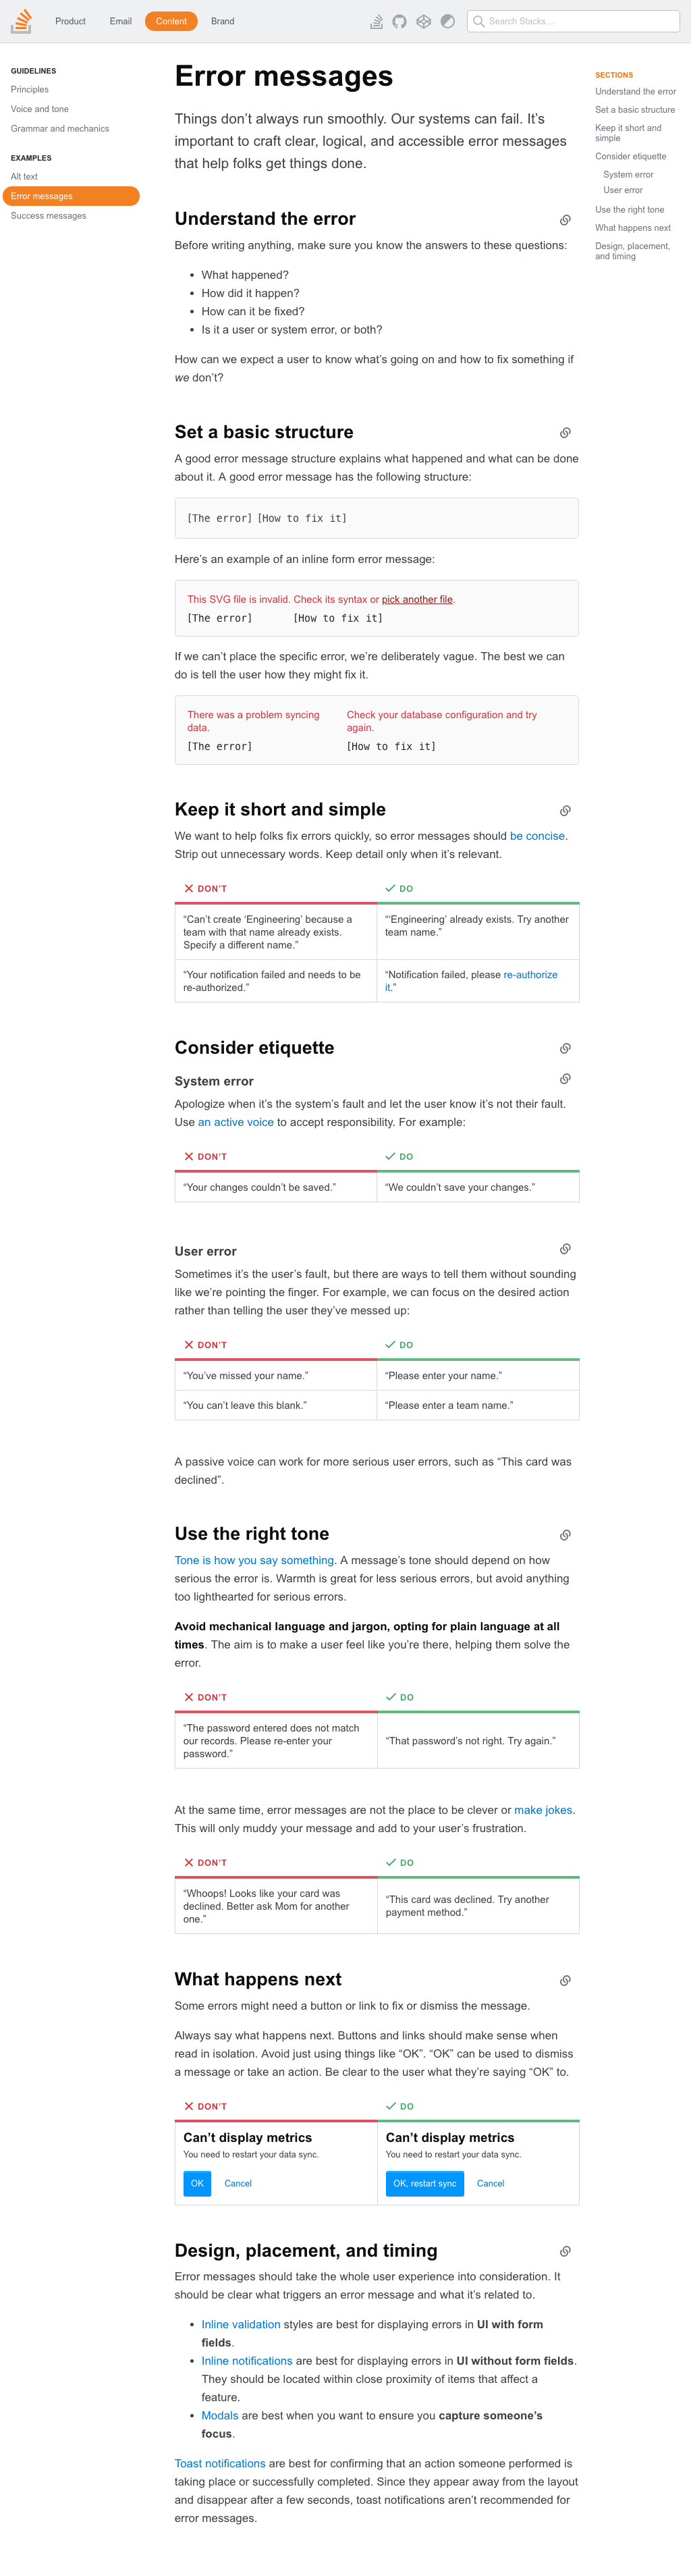 Product
Email
Content
Brand
Search Stacks…
GUIDELINES
Principles
Voice and tone
Grammar and mechanics
EXAMPLES
Alt text
Error messages
Success messages
Error messages
Things don’t always run smoothly. Our systems can fail. It’s
important to craft clear, logical, and accessible error messages
that help folks get things done.
SECTIONS
Understand the error
Set a basic structure
Keep it short and
simple
Consider etiquette
System error
User error
Use the right tone
What happens next
Design, placement,
and timing
Understand the error
Before writing anything, make sure you know the answers to these questions:
• What happened?
• How did it happen?
• How can it be fixed?
• Is it a user or system error, or both?
How can we expect a user to know what’s going on and how to fix something if
we don’t?
Set a basic structure
A good error message structure explains what happened and what can be done
about it. A good error message has the following structure:
[The error] [How to fix it]
Here’s an example of an inline form error message:
This SVG file is invalid. Check its syntax or pick another file.
[The error] [How to fix it]
If we can’t place the specific error, we’re deliberately vague. The best we can
do is tell the user how they might fix it.
There was a problem syncing
data.
[The error]
Check your database configuration and try
again.
[How to fix it]
Keep it short and simple
We want to help folks fix errors quickly, so error messages should be concise.
Strip out unnecessary words. Keep detail only when it’s relevant.
DON’T
DO
“Can’t create ‘Engineering’ because a
team with that name already exists.
Specify a different name.”
“‘Engineering’ already exists. Try another
team name.”
“Your notification failed and needs to be
re-authorized.”
“Notification failed, please re-authorize
it.”
Consider etiquette
System error
Apologize when it’s the system’s fault and let the user know it’s not their fault.
Use an active voice to accept responsibility. For example:
DON’T
DO
“Your changes couldn’t be saved.”
“We couldn’t save your changes.”
User error
Sometimes it’s the user’s fault, but there are ways to tell them without sounding
like we’re pointing the finger. For example, we can focus on the desired action
rather than telling the user they’ve messed up:
DON’T
DO
“You’ve missed your name.”
“Please enter your name.”
“You can’t leave this blank.”
“Please enter a team name.”
A passive voice can work for more serious user errors, such as “This card was
declined”.
Use the right tone
Tone is how you say something. A message’s tone should depend on how
serious the error is. Warmth is great for less serious errors, but avoid anything
too lighthearted for serious errors.
Avoid mechanical language and jargon, opting for plain language at all
times. The aim is to make a user feel like you’re there, helping them solve the
error.
DON’T
DO
“The password entered does not match
our records. Please re-enter your
password.”
“That password’s not right. Try again.”
At the same time, error messages are not the place to be clever or make jokes.
This will only muddy your message and add to your user’s frustration.
DON’T
DO
“Whoops! Looks like your card was
declined. Better ask Mom for another
one.”
“This card was declined. Try another
payment method.”
What happens next
Some errors might need a button or link to fix or dismiss the message.
Always say what happens next. Buttons and links should make sense when
read in isolation. Avoid just using things like “OK”. “OK” can be used to dismiss
a message or take an action. Be clear to the user what they’re saying “OK” to.
DON’T
DO
Can’t display metrics
You need to restart your data sync.
OK
Cancel
Can’t display metrics
You need to restart your data sync.
OK, restart sync
Cancel
Design, placement, and timing
Error messages should take the whole user experience into consideration. It
should be clear what triggers an error message and what it’s related to.
• Inline validation styles are best for displaying errors in UI with form
fields.
• Inline notifications are best for displaying errors in UI without form fields.
They should be located within close proximity of items that affect a
feature.
• Modals are best when you want to ensure you capture someone’s
focus.
Toast notifications are best for confirming that an action someone performed is
taking place or successfully completed. Since they appear away from the layout
and disappear after a few seconds, toast notifications aren’t recommended for
error messages.